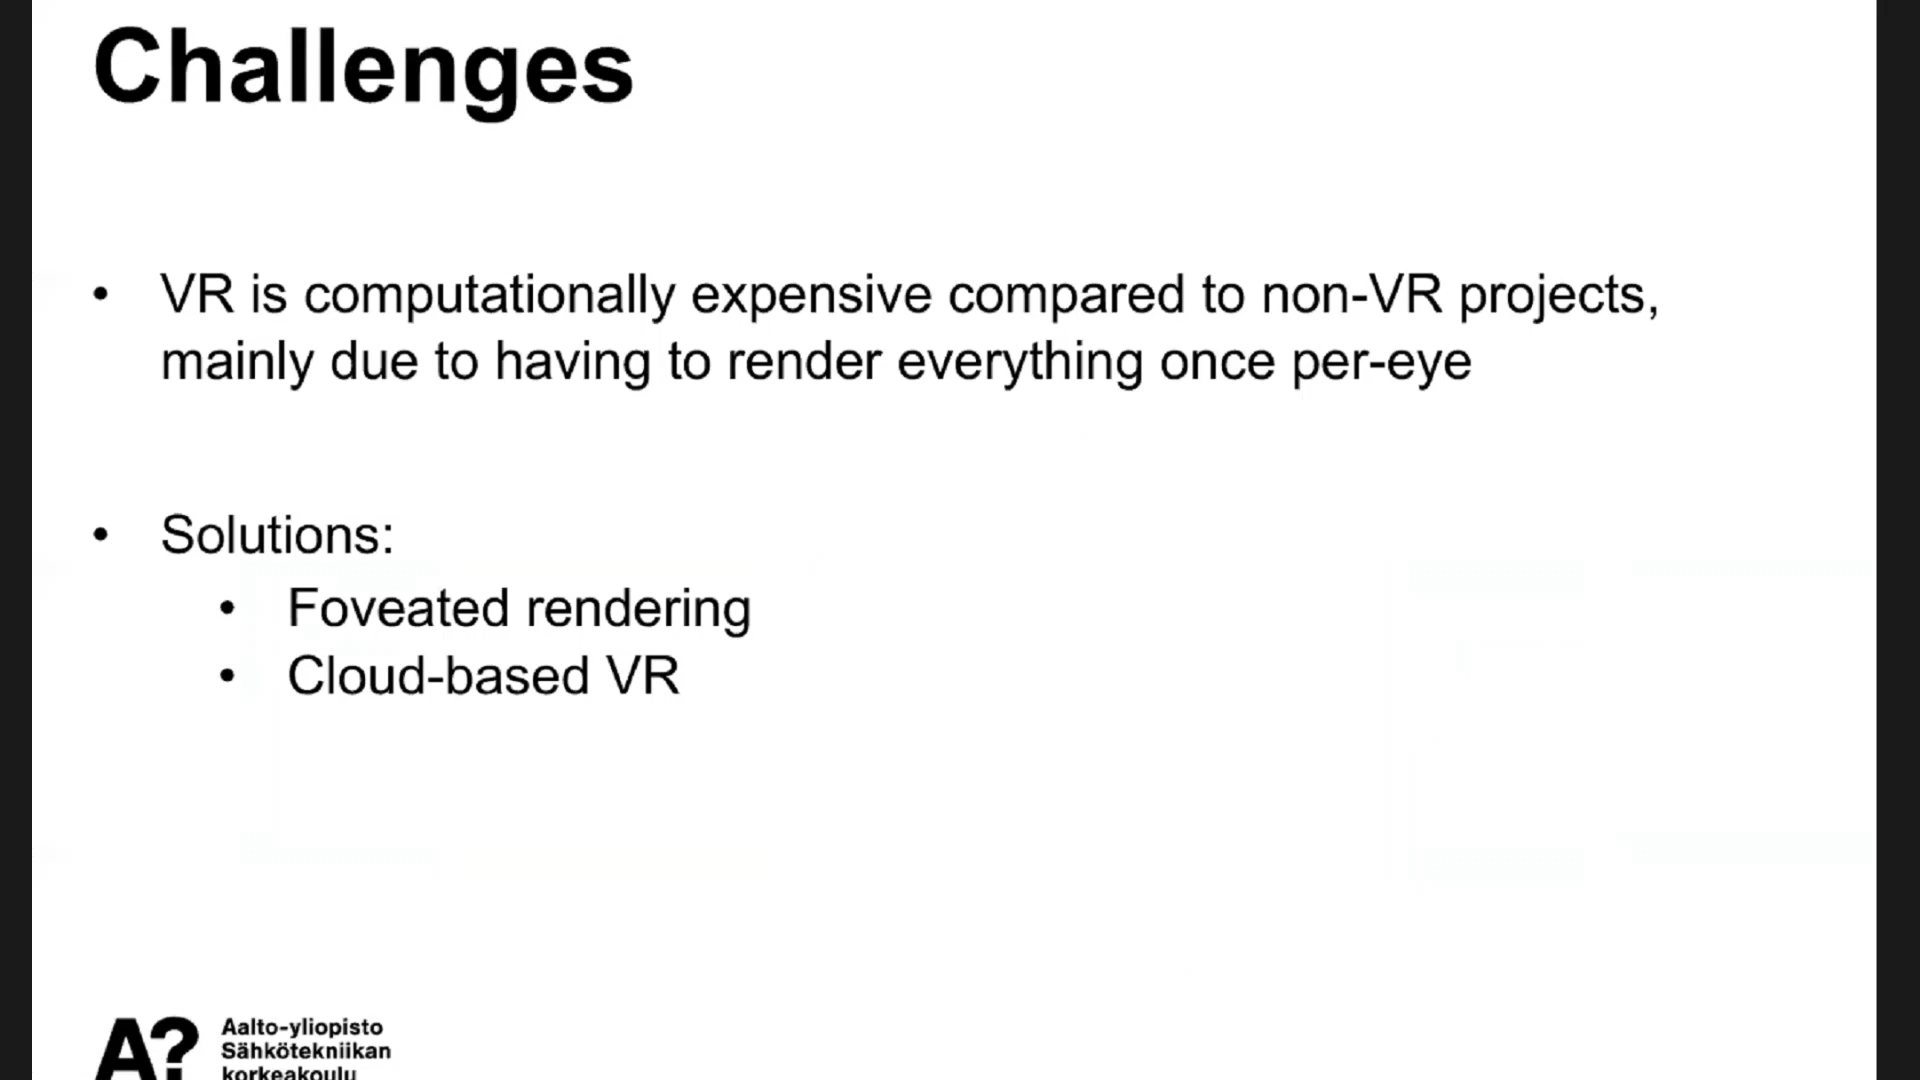 Challenges
• VR is computationally expensive compared to non-VR projects,
mainly due to having to render everything once per-eye
• Solutions:
• Foveated rendering
• Cloud-based VR
A?
Aalto-yliopisto
Sähkötekniikan
korkeakoulu